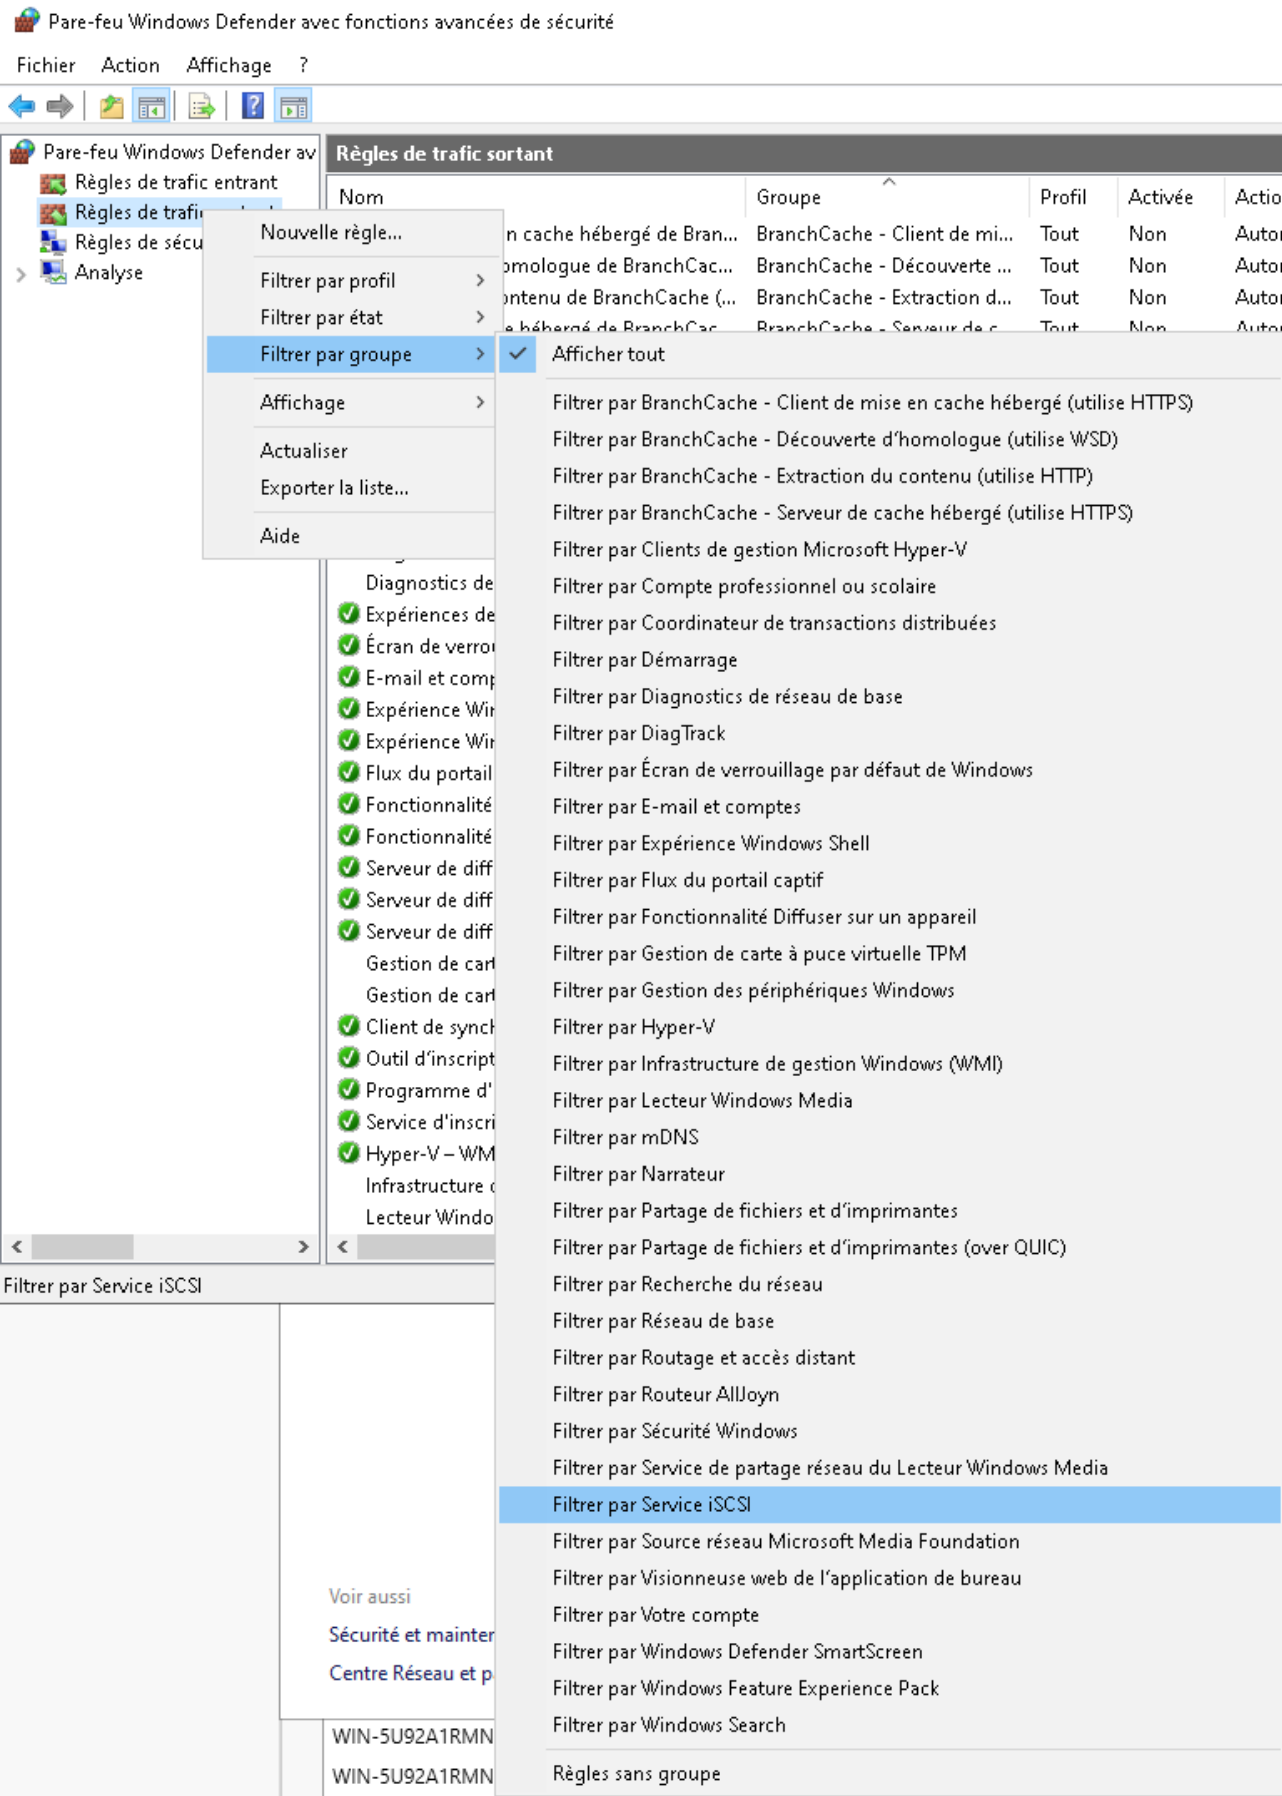 Pare-feu Windows Defender avec fonctions avancées de sécurité
Fichier Action Affichage ?
Pare-feu Windows Defender av
Règles de trafic entrant
Règles de trafi
Règles de sécu
Analyse
Règles de trafic sortant
Nom Groupe Profil Activée Actio
n cache hébergé de Bran... BranchCache - Client de mi... Tout Non Autor
omologue de BranchCac... BranchCache - Découverte ... Tout Non Autor
ontenu de BranchCache (... BranchCache - Extraction d... Tout Non Autor
e hébergé de BranchCac BranchCache - Serveur de c Tout Non Autor
Nouvelle règle...
Filtrer par profil
Filtrer par état
Filtrer par groupe
Affichage
Actualiser
Exporter la liste...
Aide
Afficher tout
Filtrer par BranchCache - Client de mise en cache hébergé (utilise HTTPS)
Filtrer par BranchCache - Découverte d’homologue (utilise WSD)
Filtrer par BranchCache - Extraction du contenu (utilise HTTP)
Filtrer par BranchCache - Serveur de cache hébergé (utilise HTTPS)
Filtrer par Clients de gestion Microsoft Hyper-V
Filtrer par Compte professionnel ou scolaire
Filtrer par Coordinateur de transactions distribuées
Filtrer par Démarrage
Filtrer par Diagnostics de réseau de base
Filtrer par DiagTrack
Filtrer par Écran de verrouillage par défaut de Windows
Filtrer par E-mail et comptes
Filtrer par Expérience Windows Shell
Filtrer par Flux du portail captif
Filtrer par Fonctionnalité Diffuser sur un appareil
Filtrer par Gestion de carte à puce virtuelle TPM
Filtrer par Gestion des périphériques Windows
Filtrer par Hyper-V
Filtrer par Infrastructure de gestion Windows (WMI)
Filtrer par Lecteur Windows Media
Filtrer par mDNS
Filtrer par Narrateur
Filtrer par Partage de fichiers et d’imprimantes
Filtrer par Partage de fichiers et d’imprimantes (over QUIC)
Filtrer par Recherche du réseau
Filtrer par Réseau de base
Filtrer par Routage et accès distant
Filtrer par Routeur AllJoyn
Filtrer par Sécurité Windows
Filtrer par Service de partage réseau du Lecteur Windows Media
Filtrer par Service iSCSI
Filtrer par Source réseau Microsoft Media Foundation
Filtrer par Visionneuse web de l’application de bureau
Filtrer par Votre compte
Filtrer par Windows Defender SmartScreen
Filtrer par Windows Feature Experience Pack
Filtrer par Windows Search
Règles sans groupe
Diagnostics de
Expériences de
Écran de verrou
E-mail et comp
Expérience Wir
Expérience Wir
Flux du portail
Fonctionnalité
Fonctionnalité
Serveur de diff
Serveur de diff
Serveur de diff
Gestion de cart
Gestion de cart
Client de synch
Outil d’inscript
Programme d'
Service d'inscri
Hyper-V – WM
Infrastructure d
Lecteur Windo
Filtrer par Service iSCSI
Voir aussi
Sécurité et mainter
Centre Réseau et pa
WIN-5U92A1RMN
WIN-5U92A1RMN